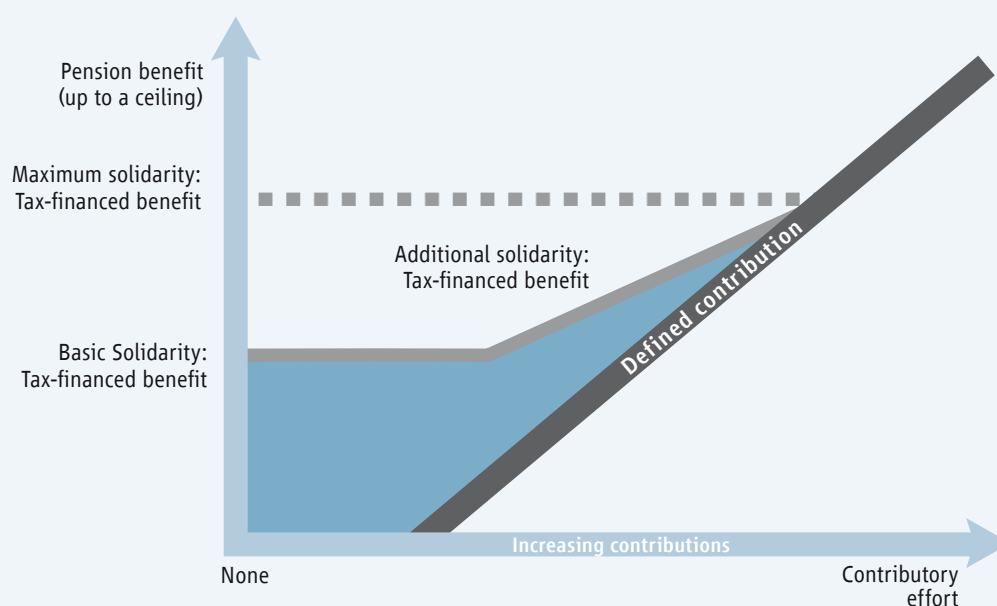 Pension benefit
(up to a ceiling)
Maximum solidarity:
Tax-financed benefit
Additional solidarity:
Tax-financed benefit
Defined contribution
Basic Solidarity:
Tax-financed benefit
Increasing contributions
None
Contributory
effort